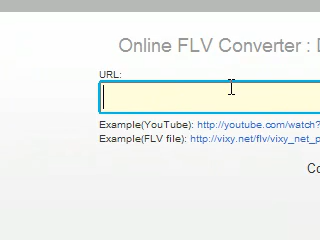 Online FLV Converter :
URL:
Example(YouTube): http://youtube.com/watch?
Example(FLV file): http://vixy.net/flv/vixy_net_p